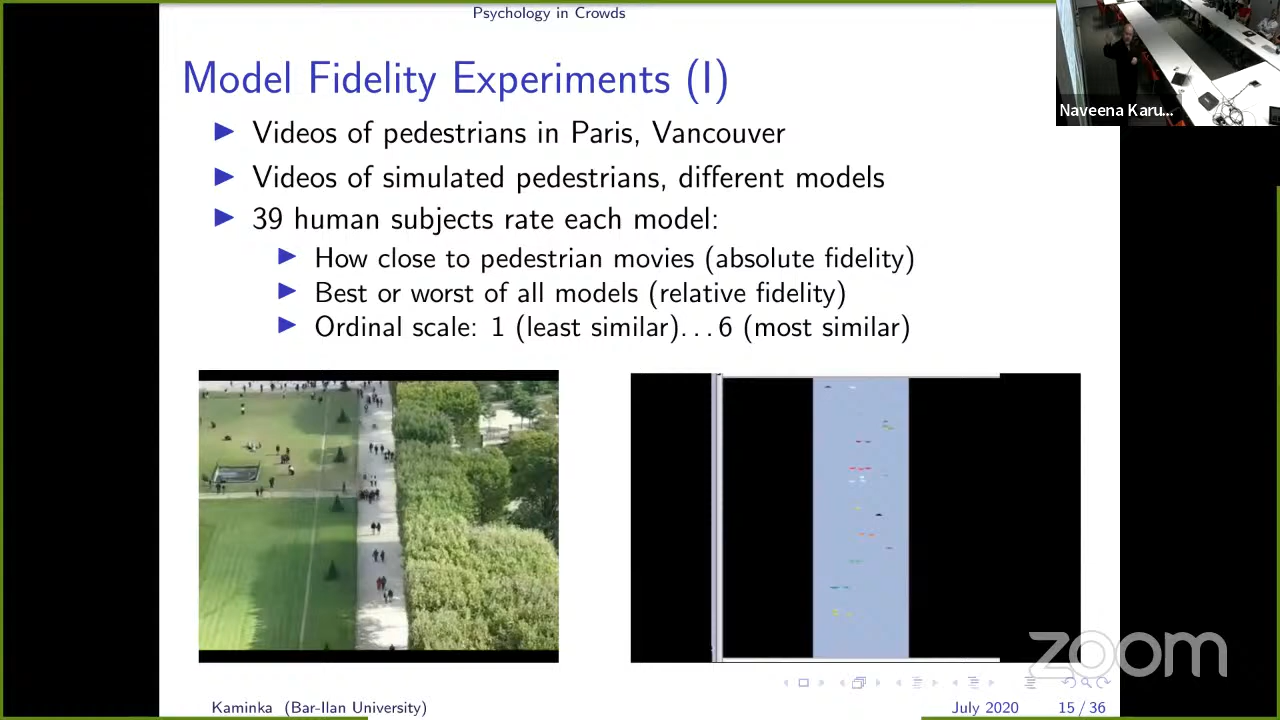 Psychology in Crowds
Model Fidelity Experiments (I)
Videos of pedestrians in Paris, Vancouver
Videos of simulated pedestrians, different models
39 human subjects rate each model:
How close to pedestrian movies (absolute fidelity)
Best or worst of all models (relative fidelity)
Ordinal scale: 1 (least similar)...6 (most similar)
Naveena Karu...
zoom
Kaminka (Bar-Ilan University)
July 2020
15 / 36